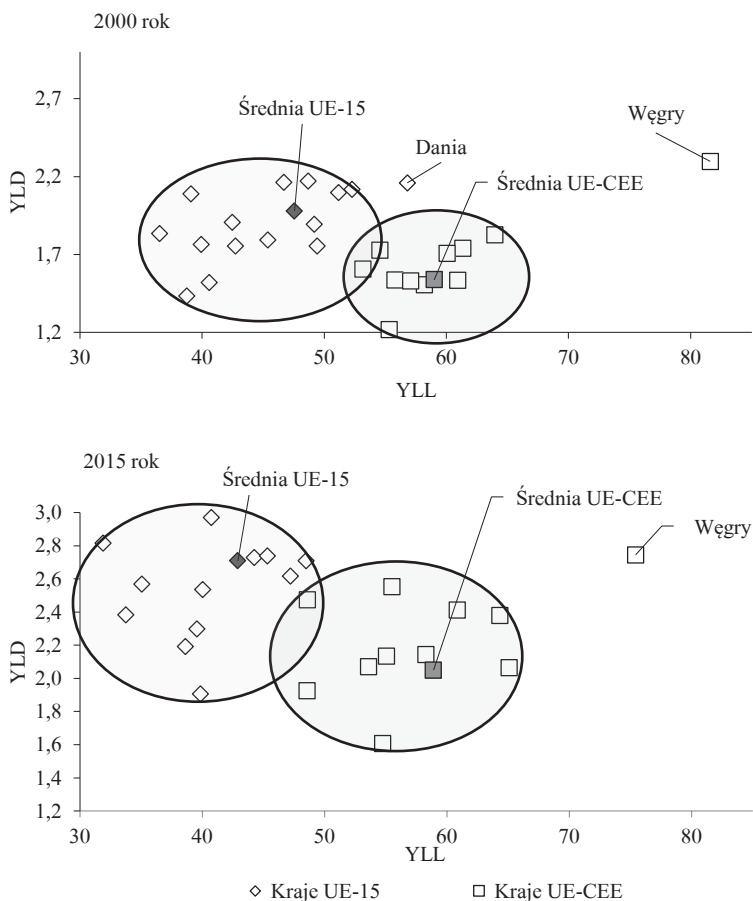 2000 rok
2,7
2,2
1,7
1,2
YLD
Średnia UE-15
Dania
Węgry
Średnia UE-CEE
30 40 50 60 70 80
YLL
2015 rok
Średnia UE-15
Średnia UE-CEE
Węgry
3,0
2,8
2,6
2,4
2,2
2,0
1,8
1,6
1,4
1,2
YLD
30 40 50 60 70 80
YLL
Kraje UE-15 Kraje UE-CEE